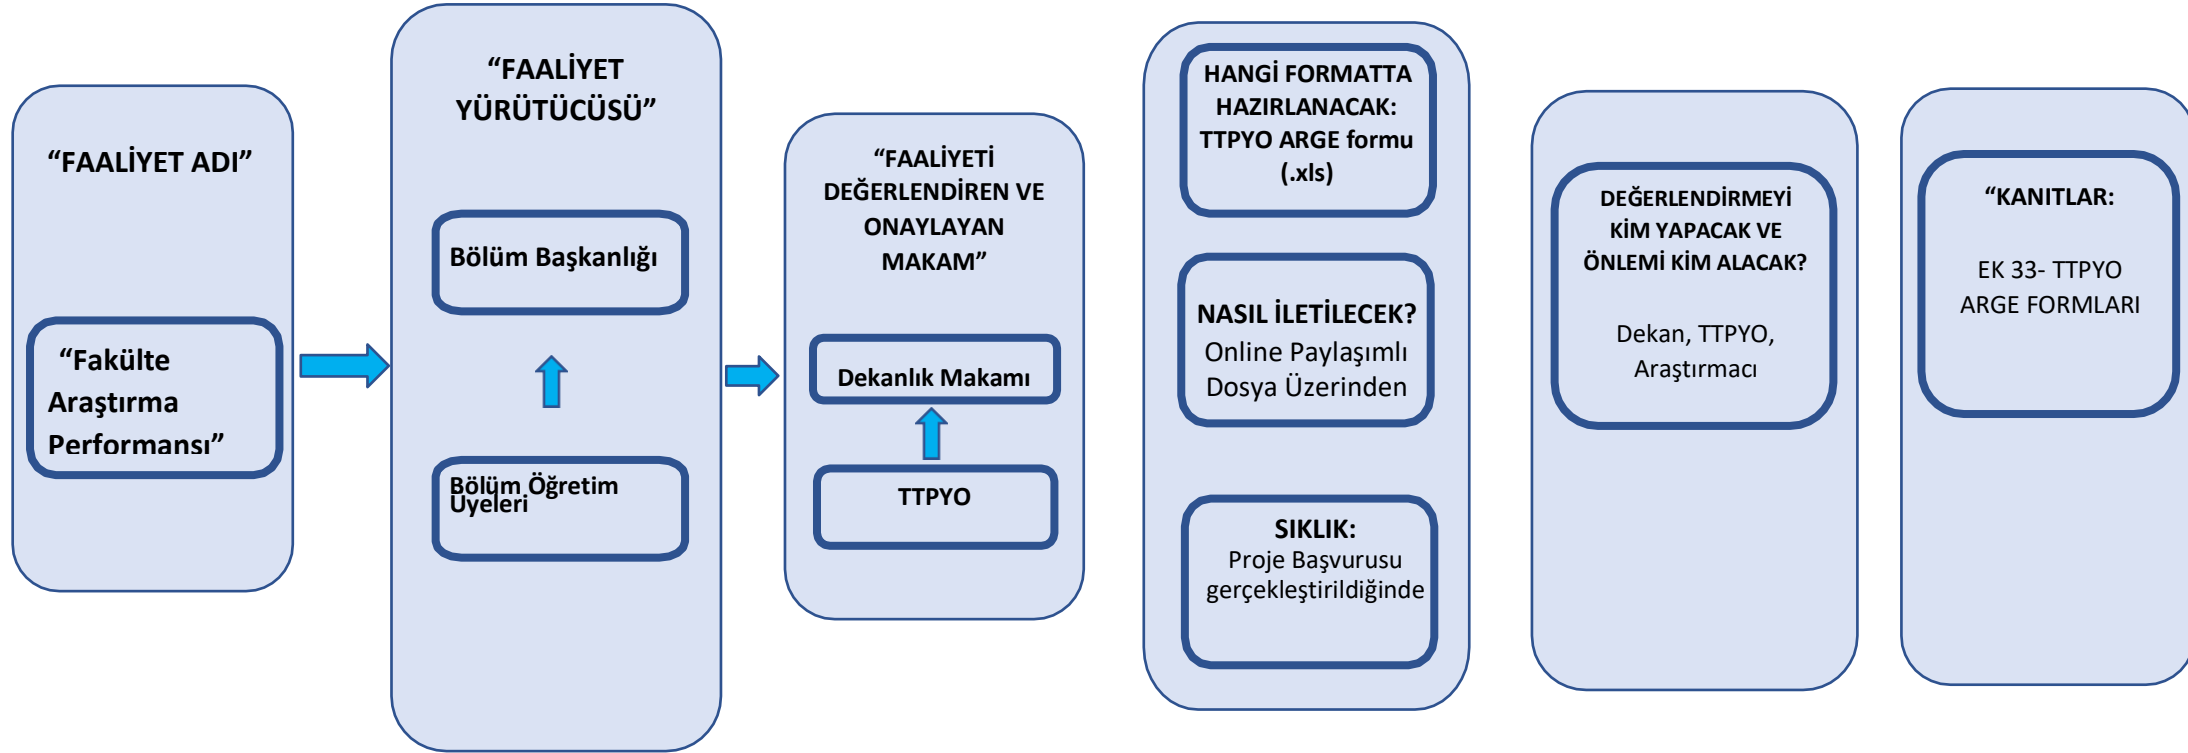 “FAALİYET ADI”
“Fakülte
Araştırma
Performansı”
“FAALİYET
YÜRÜTÜCÜSÜ”
Bölüm Başkanlığı
Bölüm Öğretim
Üyeleri
“FAALİYETİ
DEĞERLENDİREN VE
ONAYLAYAN
MAKAM”
Dekanlık Makamı
TTPYO
HANGİ FORMATTA
HAZIRLANACAK:
TTPYO ARGE formu
(.xls)
NASIL İLETİLECEK?
Online Paylaşımlı
Dosya Üzerinden
SIKLIK:
Proje Başvurusu
gerçekleştirildiğinde
DEĞERLENDİRMEYİ
KİM YAPACAK VE
ÖNLEMİ KİM ALACAK?
Dekan, TTPYO,
Araştırmacı
“KANITLAR:
EK 33- TTPYO
ARGE FORMLARI